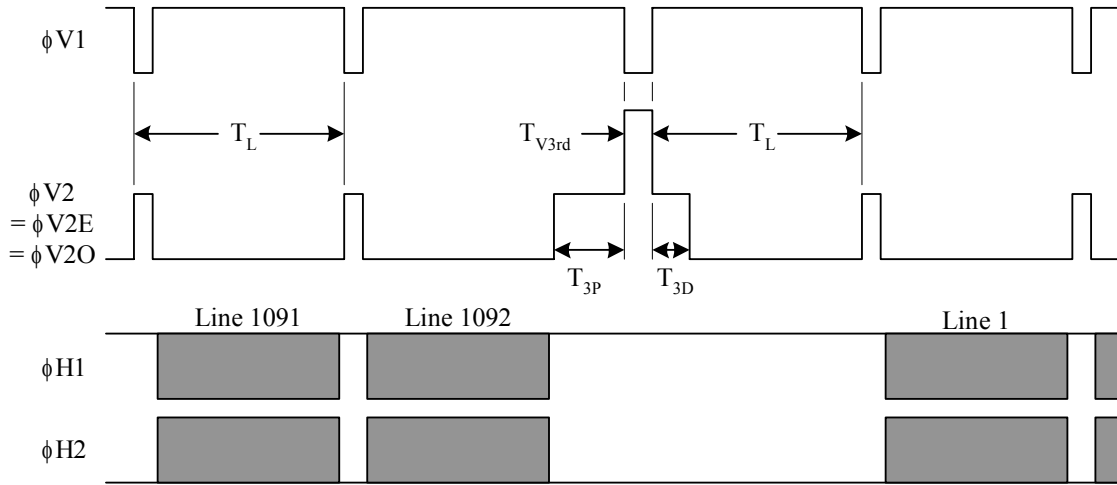 ϕV1
T_L
T_V3rd
T_L
ϕV2
= ϕV2E
= ϕV2O
T_3P
T_3D
Line 1091
Line 1092
Line 1
ϕH1
ϕH2